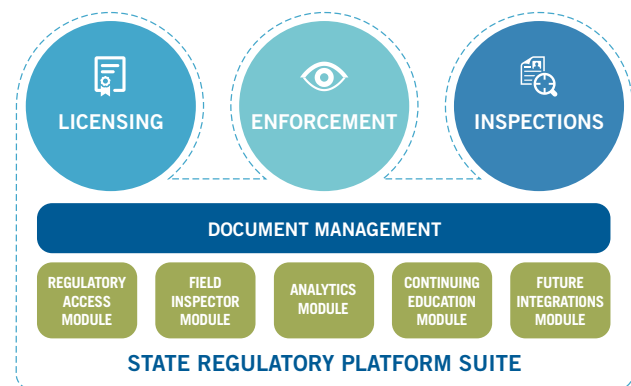 LICENSING
ENFORCEMENT
INSPECTIONS
DOCUMENT MANAGEMENT
REGULATORY
ACCESS
MODULE
FIELD
INSPECTOR
MODULE
ANALYTICS
MODULE
CONTINUING
EDUCATION
MODULE
FUTURE
INTEGRATIONS
MODULE
STATE REGULATORY PLATFORM SUITE